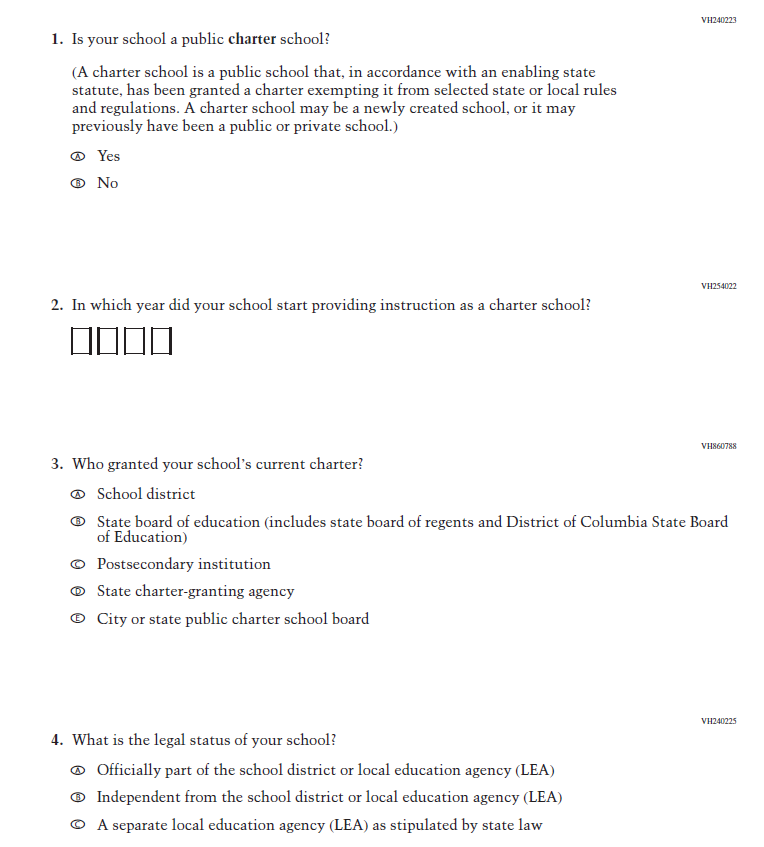 VH240223
1. Is your school a public charter school?
(A charter school is a public school that, in accordance with an enabling state
statute, has been granted a charter exempting it from selected state or local rules
and regulations. A charter school may be a newly created school, or it may
previously have been a public or private school.)
A Yes
B No
VH254022
2. In which year did your school start providing instruction as a charter school?
VH860788
3. Who granted your school’s current charter?
A School district
B State board of education (includes state board of regents and District of Columbia State Board
of Education)
C Postsecondary institution
D State charter-granting agency
E City or state public charter school board
VH240225
4. What is the legal status of your school?
A Officially part of the school district or local education agency (LEA)
B Independent from the school district or local education agency (LEA)
C A separate local education agency (LEA) as stipulated by state law